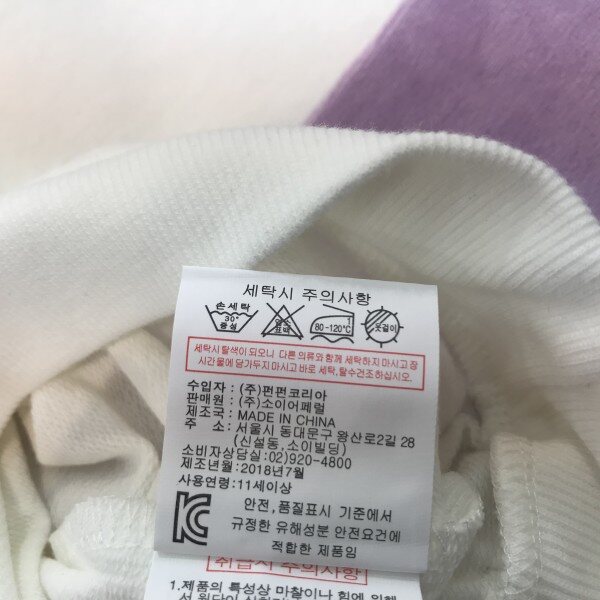 세탁시 주의사항
손세탁
30°
중성
염소
표백
80-120℃
옷걸이
세탁시 탈색이 되오니 다른 의류와 함께 세탁하지 마시고 장
시간 물에 담가두지 마시고 바로 세탁, 탈수건조하십시오.
수입자 : (주)펀펀코리아
판매원 : (주)소이어페럴
제조국 : MADE IN CHINA
주 소 : 서울시 동대문구 왕산로2길 28
(신설동,소이빌딩)
소비자상담실:02)920-4800
제조년월:2018년7월
사용연령:11세이상
안전,품질표시 기준에서
규정한 유해성분 안전요건에
적합한 제품임
취급시 주의사항
1.제품의 특성상 마찰이나 힘에 위해